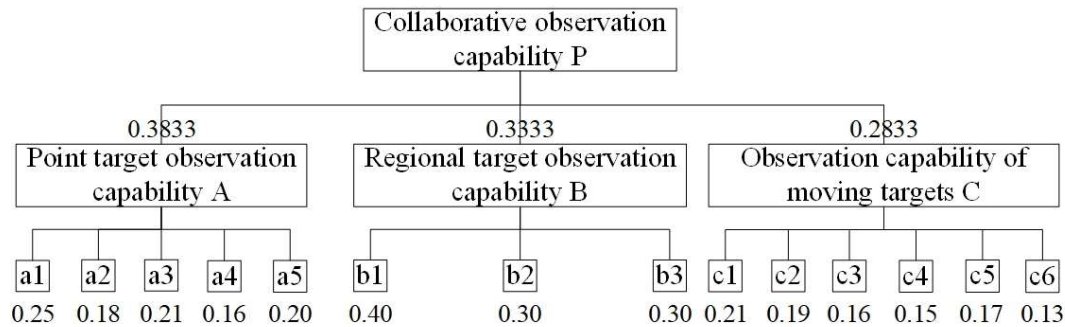 Collaborative observation
capability P
0.3833 0.3333 0.2833
Point target observation
capability A
Regional target observation
capability B
Observation capability of
moving targets C
a1 a2 a3 a4 a5 b1 b2 b3 c1 c2 c3 c4 c5 c6
0.25 0.18 0.21 0.16 0.20 0.40 0.30 0.30 0.21 0.19 0.16 0.15 0.17 0.13